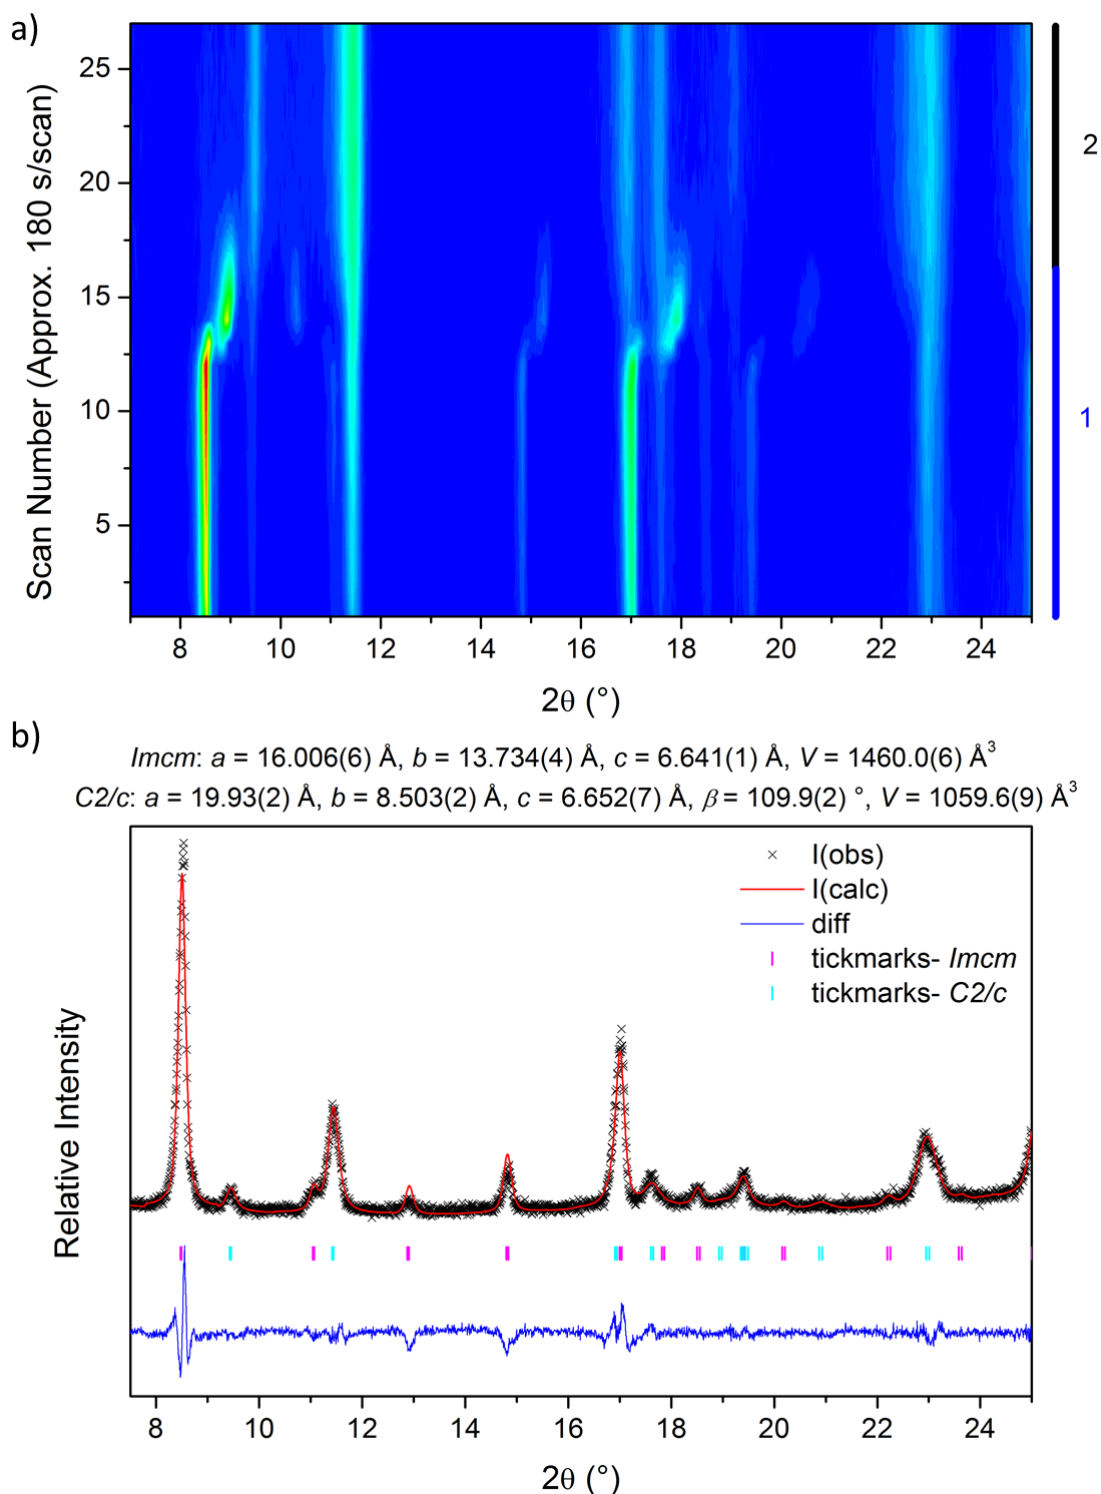 a)
25
20
15
10
5
Scan Number (Approx. 180 s/scan)
2
1
8 10 12 14 16 18 20 22 24
2θ (°)
b)
Imcm: a = 16.006(6) Å, b = 13.734(4) Å, c = 6.641(1) Å, V = 1460.0(6) Å³
C2/c: a = 19.93(2) Å, b = 8.503(2) Å, c = 6.652(7) Å, β = 109.9(2) °, V = 1059.6(9) Å³
I(obs)
I(calc)
diff
tickmarks- Imcm
tickmarks- C2/c
Relative Intensity
8 10 12 14 16 18 20 22 24
2θ (°)